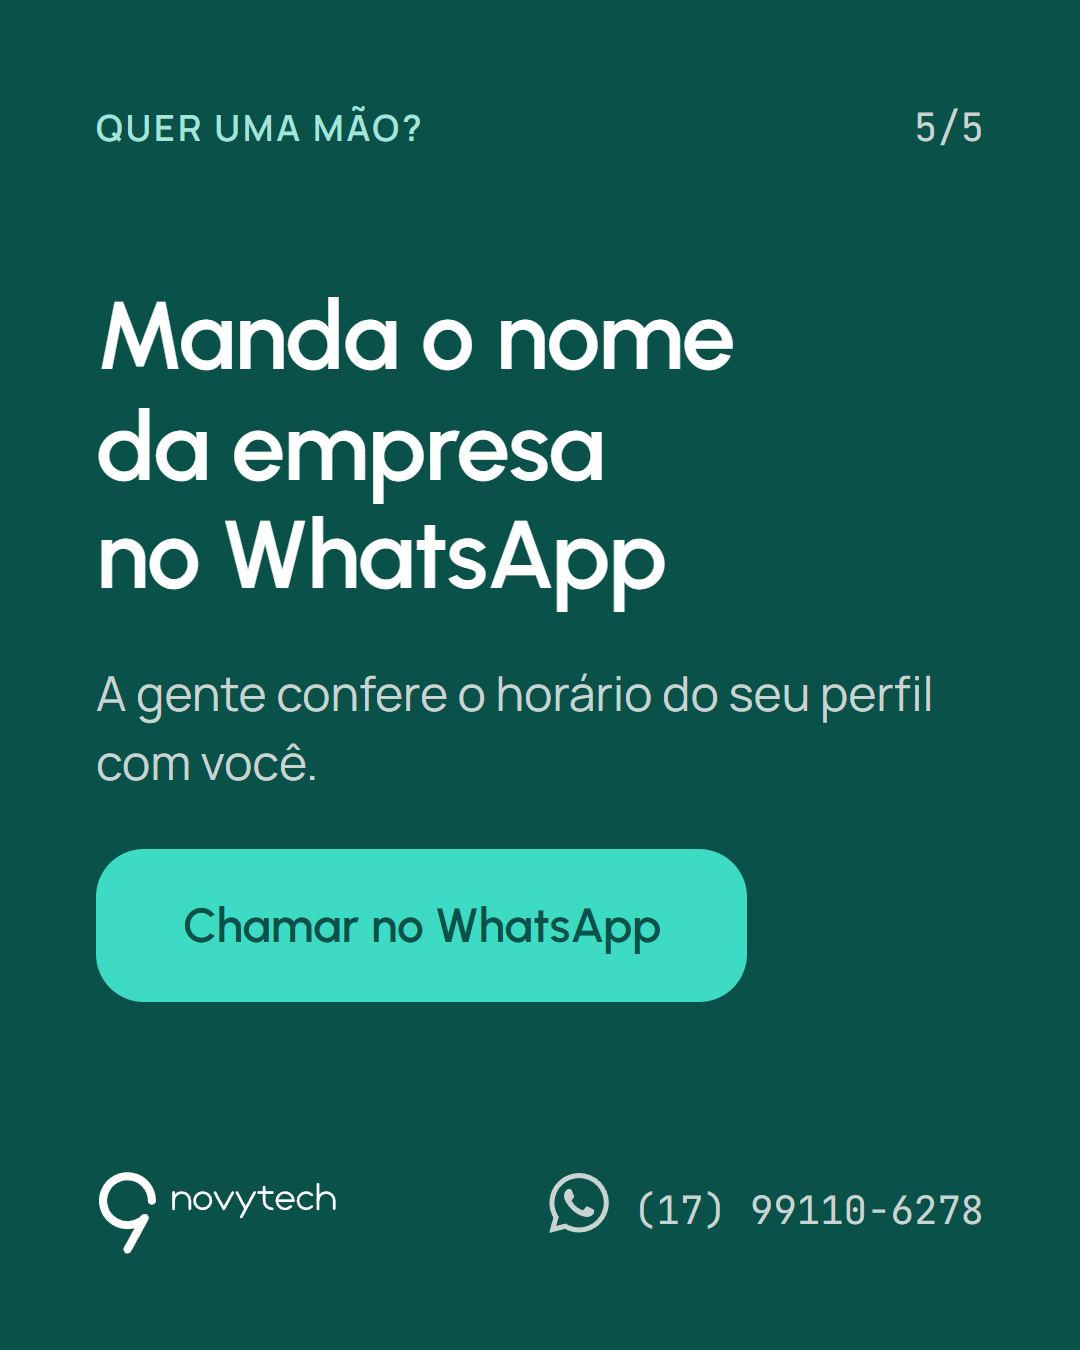 QUER UMA MÃO?
5/5
Manda o nome
da empresa
no WhatsApp
A gente confere o horário do seu perfil
com você.
Chamar no WhatsApp
novytech
(17) 99110-6278